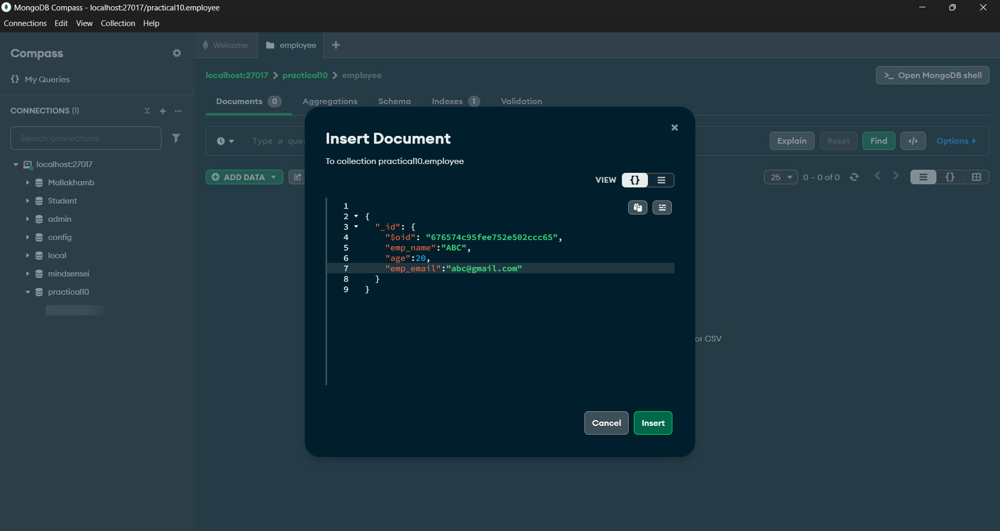 MongoDB Compass - localhost:27017/practical10.employee
Connections Edit View Collection Help
Compass
{} My Queries
CONNECTIONS (1)
Search connections
localhost:27017
Mallakhamb
Student
admin
config
local
mindsensei
practical10
Welcome
employee
localhost:27017 > practical10 > employee
>_ Open MongoDB shell
Documents 0 Aggregations Schema Indexes 1 Validation
Type a que
Explain Reset Find </> Options
ADD DATA
25 0 – 0 of 0 {}
or CSV
Insert Document
To collection practical10.employee
VIEW {}
1
2 {
3 "_id": {
4 "$oid": "676574c95fee752e502ccc65",
5 "emp_name":"ABC",
6 "age":20,
7 "emp_email":"abc@gmail.com"
8 }
9 }
Cancel Insert